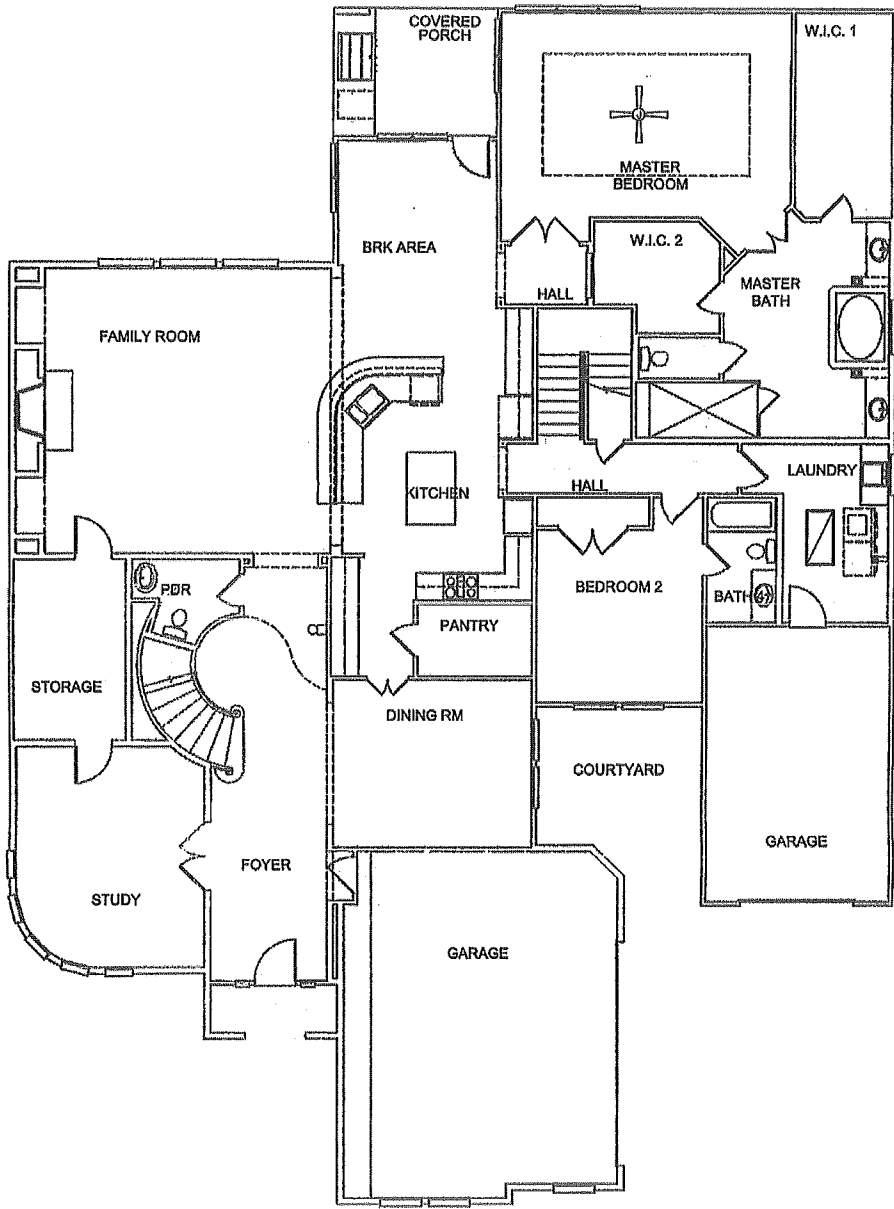 COVERED
PORCH
W.I.C. 1
MASTER
BEDROOM
BRK AREA
W.I.C. 2
HALL
MASTER
BATH
FAMILY ROOM
KITCHEN
HALL
LAUNDRY
PDR
BEDROOM 2
BATH 4
PANTRY
STORAGE
DINING RM
COURTYARD
GARAGE
FOYER
STUDY
GARAGE